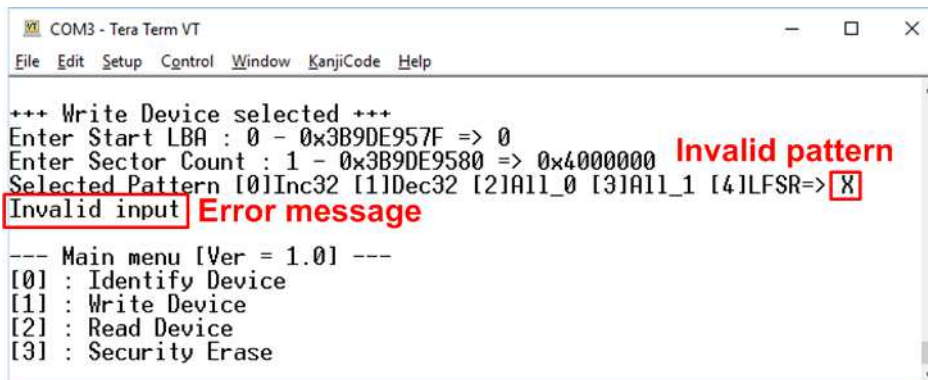 COM3 - Tera Term VT
File Edit Setup Control Window KanjiCode Help
+++ Write Device selected +++
Enter Start LBA : 0 - 0x3B9DE957F => 0
Enter Sector Count : 1 - 0x3B9DE9580 => 0x4000000 Invalid pattern
Selected Pattern [0]Inc32 [1]Dec32 [2]All_0 [3]All_1 [4]LFSR=> X
Invalid input Error message
--- Main menu [Ver = 1.0] ---
[0] : Identify Device
[1] : Write Device
[2] : Read Device
[3] : Security Erase